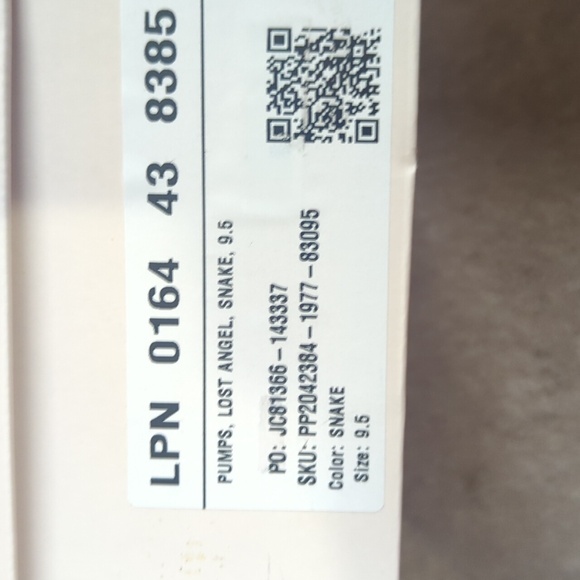 LPN 0164 43 8385
PUMPS, LOST ANGEL, SNAKE, 9.5
PO: JC81366-143337
SKU: PP2042384-1977-83095
Color: SNAKE
Size: 9.5